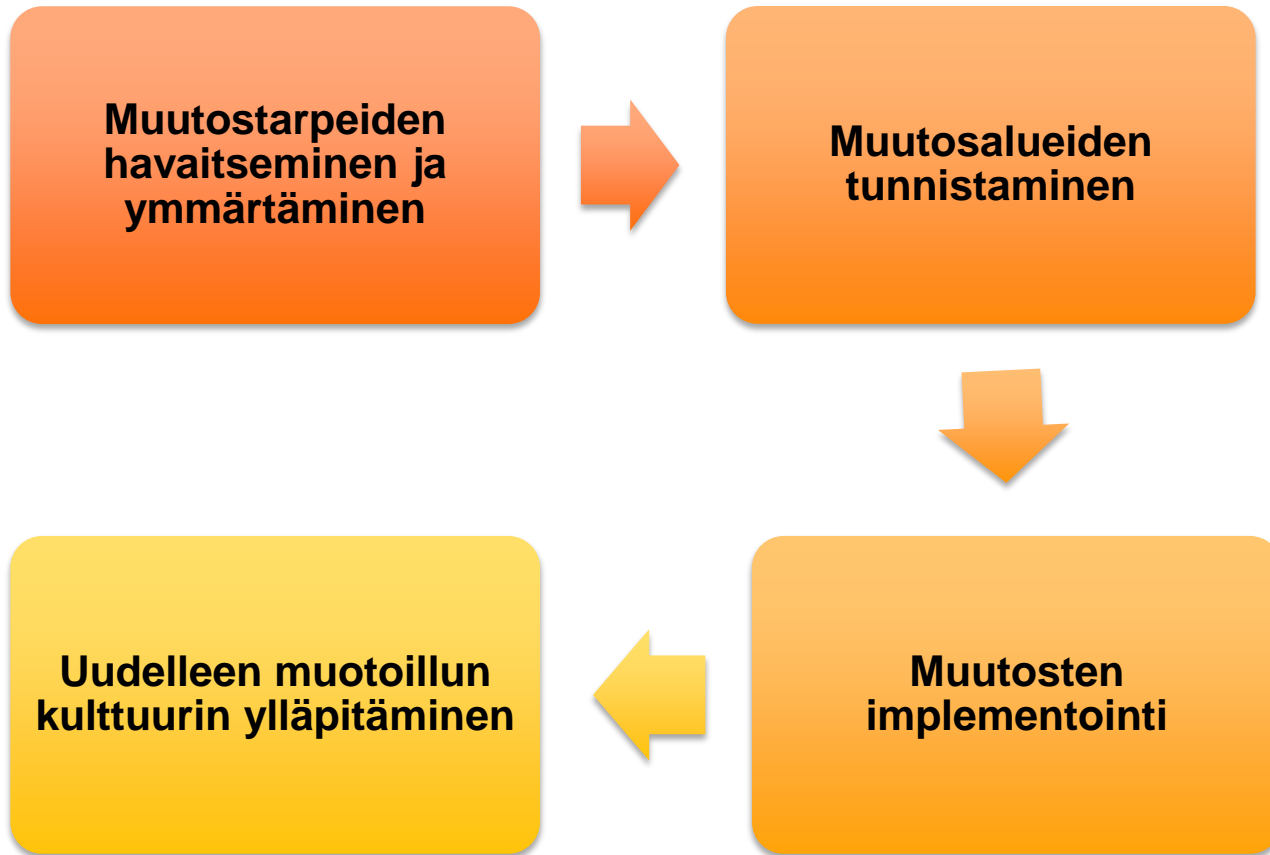 Muutostarpeiden
havaitseminen ja
ymmärtäminen
Muutosalueiden
tunnistaminen
Muutosten
implementointi
Uudelleen muotoillun
kulttuurin ylläpitäminen